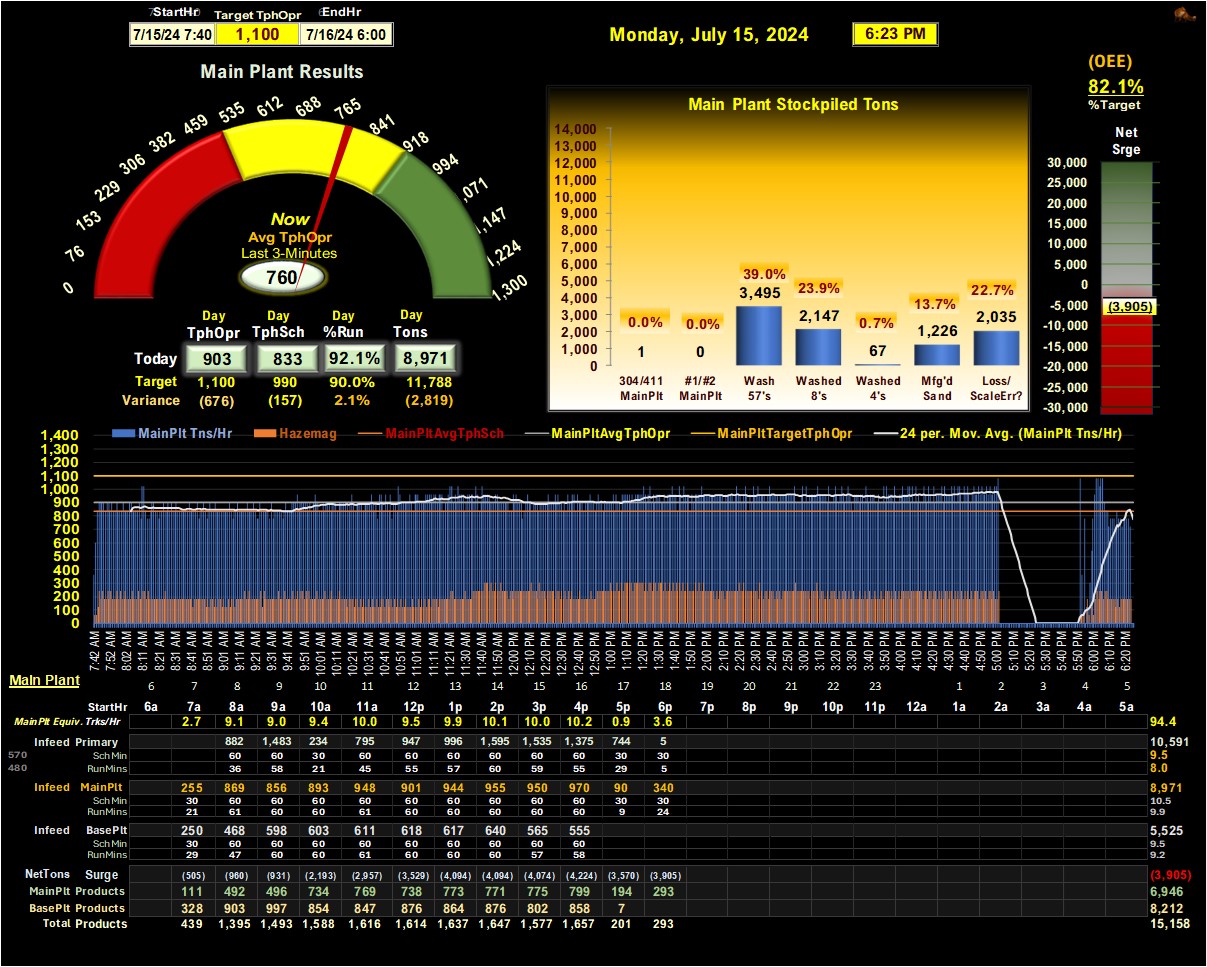 StartHr Target TphOpr EndHr
7/15/24 7:40 1,100 7/16/24 6:00
Monday, July 15, 2024 6:23 PM
(OEE)
82.1%
%Target
Net
Srge
30,000
25,000
20,000
15,000
10,000
5,000
0
-5,000
(3,905)
-10,000
-15,000
-20,000
-25,000
-30,000
Main Plant Results
0 76 153 229 306 382 459 535 612 688 765 841 918 994 ,071 ,147 1,224 1,300
Now
Avg TphOpr
Last 3-Minutes
760
Day Day Day Day
TphOpr TphSch %Run Tons
Today 903 833 92.1% 8,971
Target 1,100 990 90.0% 11,788
Variance (676) (157) 2.1% (2,819)
Main Plant Stockpiled Tons
14,000
13,000
12,000
11,000
10,000
9,000
8,000
7,000
6,000
5,000
4,000
3,000
2,000
1,000
0
0.0% 0.0% 39.0% 23.9% 0.7% 13.7% 22.7%
1 0 3,495 2,147 67 1,226 2,035
304/411 #1/#2 Wash Washed Washed Mfg'd Loss/
MainPlt MainPlt 57's 8's 4's Sand ScaleErr?
MainPlt Tns/Hr Hazemag MainPltAvgTphSch MainPltAvgTphOpr MainPltTargetTphOpr 24 per. Mov. Avg. (MainPlt Tns/Hr)
1,400
1,300
1,200
1,100
1,000
900
800
700
600
500
400
300
200
100
0
7:42 AM 7:52 AM 8:02 AM 8:11 AM 8:21 AM 8:31 AM 8:41 AM 8:51 AM 9:01 AM 9:11 AM 9:21 AM 9:31 AM 9:41 AM 9:51 AM 10:01 AM 10:11 AM 10:21 AM 10:31 AM 10:41 AM 10:51 AM 11:01 AM 11:11 AM 11:21 AM 11:30 AM 11:40 AM 11:50 AM 12:00 PM 12:10 PM 12:20 PM 12:30 PM 12:40 PM 12:50 PM 1:00 PM 1:10 PM 1:20 PM 1:30 PM 1:40 PM 1:50 PM 2:00 PM 2:10 PM 2:20 PM 2:30 PM 2:40 PM 2:50 PM 3:00 PM 3:10 PM 3:20 PM 3:30 PM 3:40 PM 3:50 PM 4:00 PM 4:10 PM 4:20 PM 4:30 PM 4:40 PM 4:50 PM 5:00 PM 5:10 PM 5:20 PM 5:30 PM 5:40 PM 5:50 PM 6:00 PM 6:10 PM 6:20 PM
Main Plant
6 7 8 9 10 11 12 13 14 15 16 17 18 19 20 21 22 23 1 2 3 4 5
StartHr 6a 7a 8a 9a 10a 11a 12p 1p 2p 3p 4p 5p 6p 7p 8p 9p 10p 11p 12a 1a 2a 3a 4a 5a
MainPlt Equiv. Trks/Hr 2.7 9.1 9.0 9.4 10.0 9.5 9.9 10.1 10.0 10.2 0.9 3.6 94.4
Infeed Primary 882 1,483 234 795 947 996 1,595 1,535 1,375 744 5 10,591
570 SchMin 60 60 30 60 60 60 60 60 60 30 30 9.5
480 RunMins 36 58 21 45 55 57 60 59 55 29 5 8.0
Infeed MainPlt 255 869 856 893 948 901 944 955 950 970 90 340 8,971
SchMin 30 60 60 60 60 60 60 60 60 60 30 30 10.5
RunMins 21 61 60 60 61 60 60 60 60 60 9 24 9.9
Infeed BasePlt 250 468 598 603 611 618 617 640 565 555 5,525
SchMin 30 60 60 60 60 60 60 60 60 60 9.5
RunMins 29 47 60 60 61 60 60 60 57 58 9.2
NetTons Surge (505) (960) (931) (2,193) (2,957) (3,529) (4,094) (4,094) (4,074) (4,224) (3,570) (3,905) (3,905)
MainPlt Products 111 492 496 734 769 738 773 771 775 799 194 293 6,946
BasePlt Products 328 903 997 854 847 876 864 876 802 858 7 8,212
Total Products 439 1,395 1,493 1,588 1,616 1,614 1,637 1,647 1,577 1,657 201 293 15,158